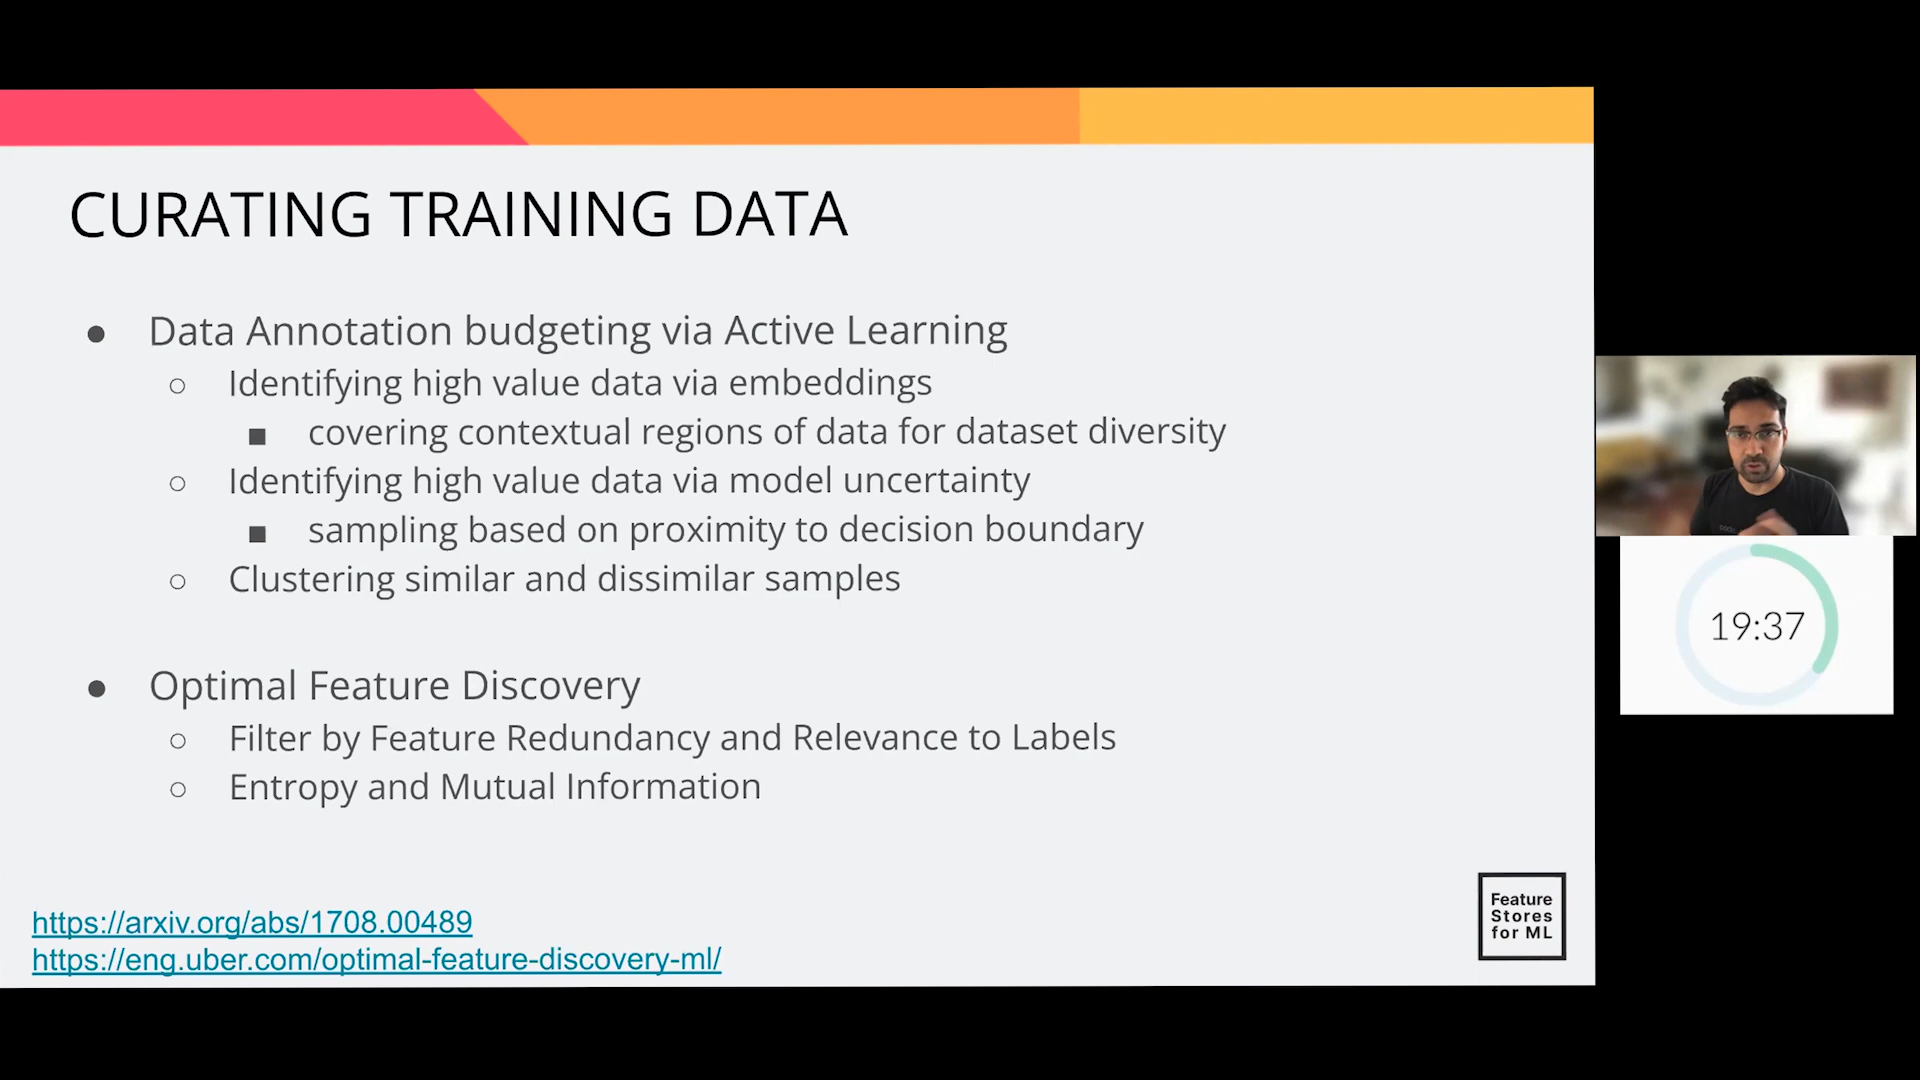 CURATING TRAINING DATA
● Data Annotation budgeting via Active Learning
○ Identifying high value data via embeddings
■ covering contextual regions of data for dataset diversity
○ Identifying high value data via model uncertainty
■ sampling based on proximity to decision boundary
○ Clustering similar and dissimilar samples
● Optimal Feature Discovery
○ Filter by Feature Redundancy and Relevance to Labels
○ Entropy and Mutual Information
https://arxiv.org/abs/1708.00489
https://eng.uber.com/optimal-feature-discovery-ml/
Feature
Stores
for ML
19:37